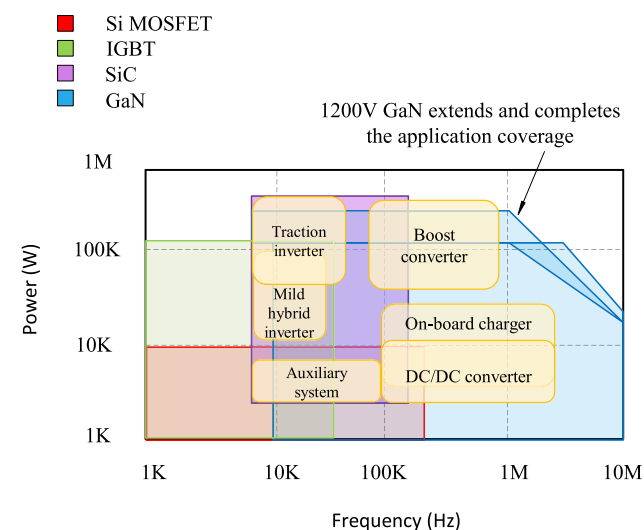 Si MOSFET
IGBT
SiC
GaN
1200V GaN extends and completes
the application coverage
1M
100K
10K
1K
Power (W)
Traction
inverter
Boost
converter
Mild
hybrid
inverter
On-board charger
Auxiliary
system
DC/DC converter
1K
10K
100K
1M
10M
Frequency (Hz)